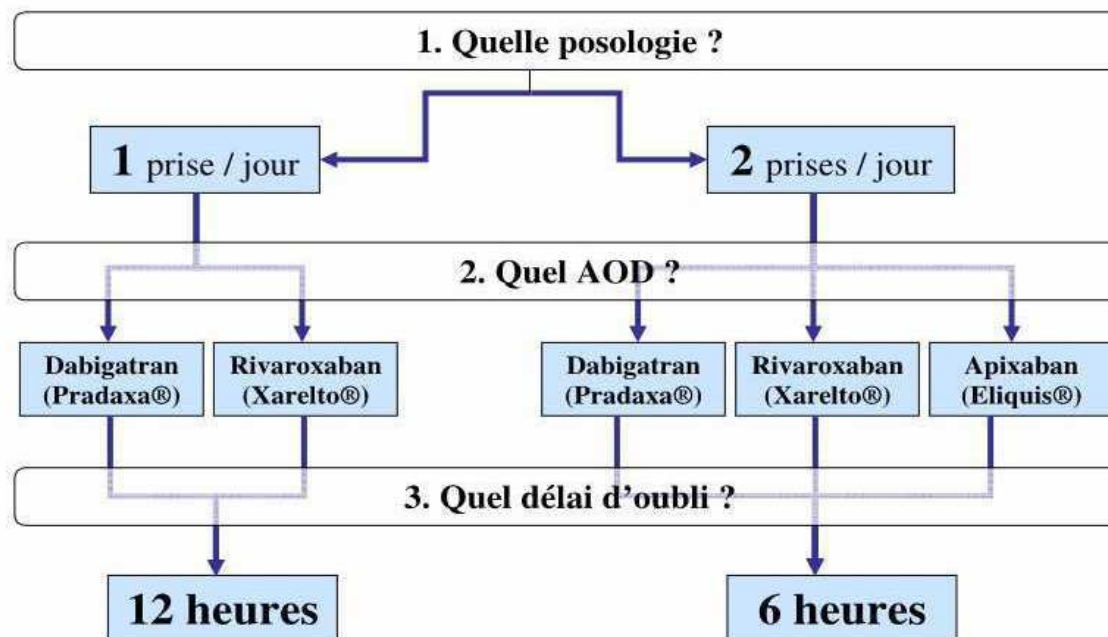 1. Quelle posologie ?
1 prise / jour
2 prises / jour
2. Quel AOD ?
Dabigatran
(Pradaxa®)
Rivaroxaban
(Xarelto®)
Dabigatran
(Pradaxa®)
Rivaroxaban
(Xarelto®)
Apixaban
(Eliquis®)
3. Quel délai d'oubli ?
12 heures
6 heures